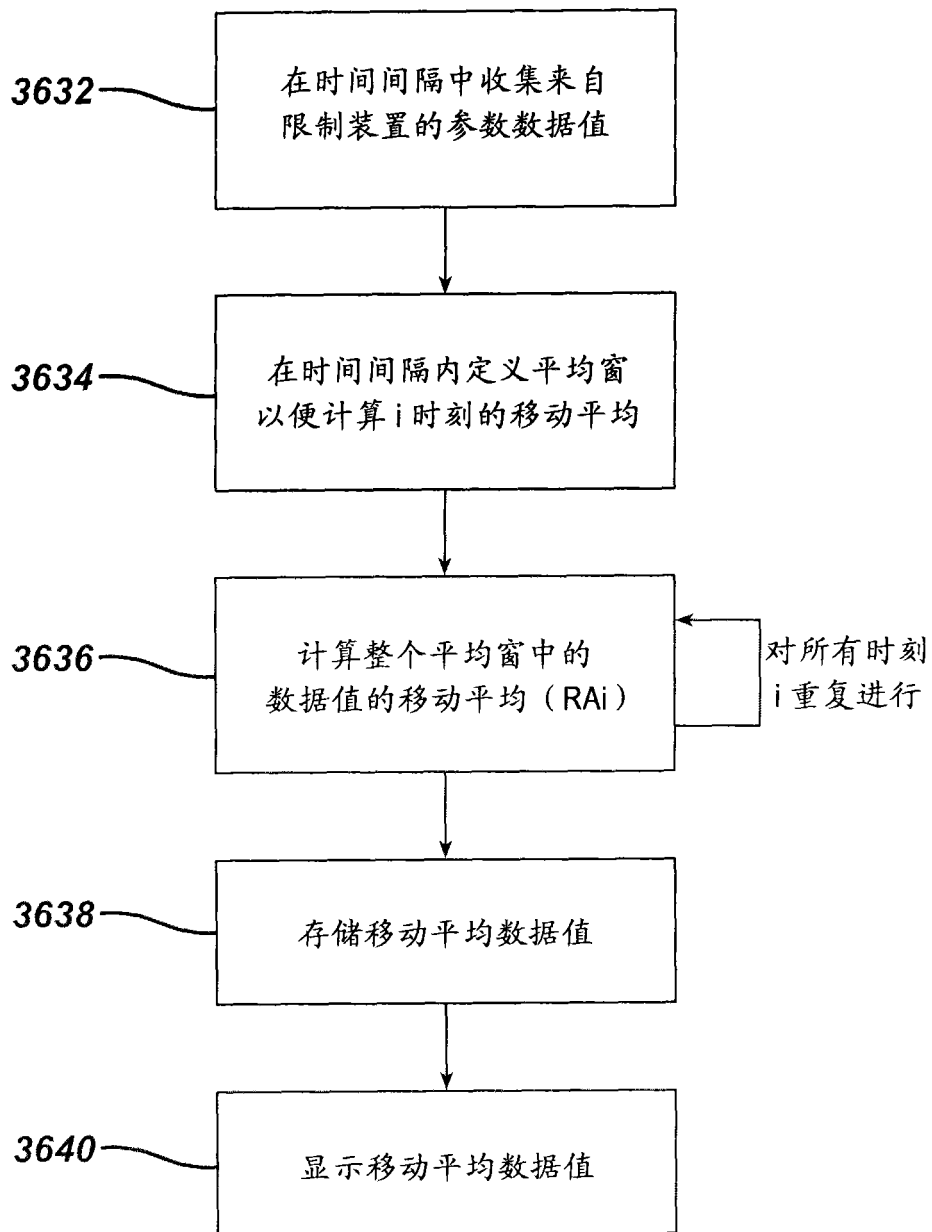 3632
在时间间隔中收集来自
限制装置的参数数据值
3634
在时间间隔内定义平均窗
以便计算i时刻的移动平均
3636
计算整个平均窗中的
数据值的移动平均（RAi）
对所有时刻
i重复进行
3638
存储移动平均数据值
3640
显示移动平均数据值